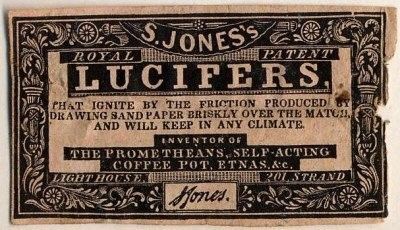 S. JONES's
ROYAL PATENT
LUCIFERS,
THAT IGNITE BY THE FRICTION PRODUCED BY
DRAWING SAND PAPER BRISKLY OVER THE MATCH,
AND WILL KEEP IN ANY CLIMATE.
INVENTOR OF
THE PROMETHEANS, SELF-ACTING
COFFEE POT, ETNAS, &c.
LIGHT HOUSE, 201 STRAND
SJones.